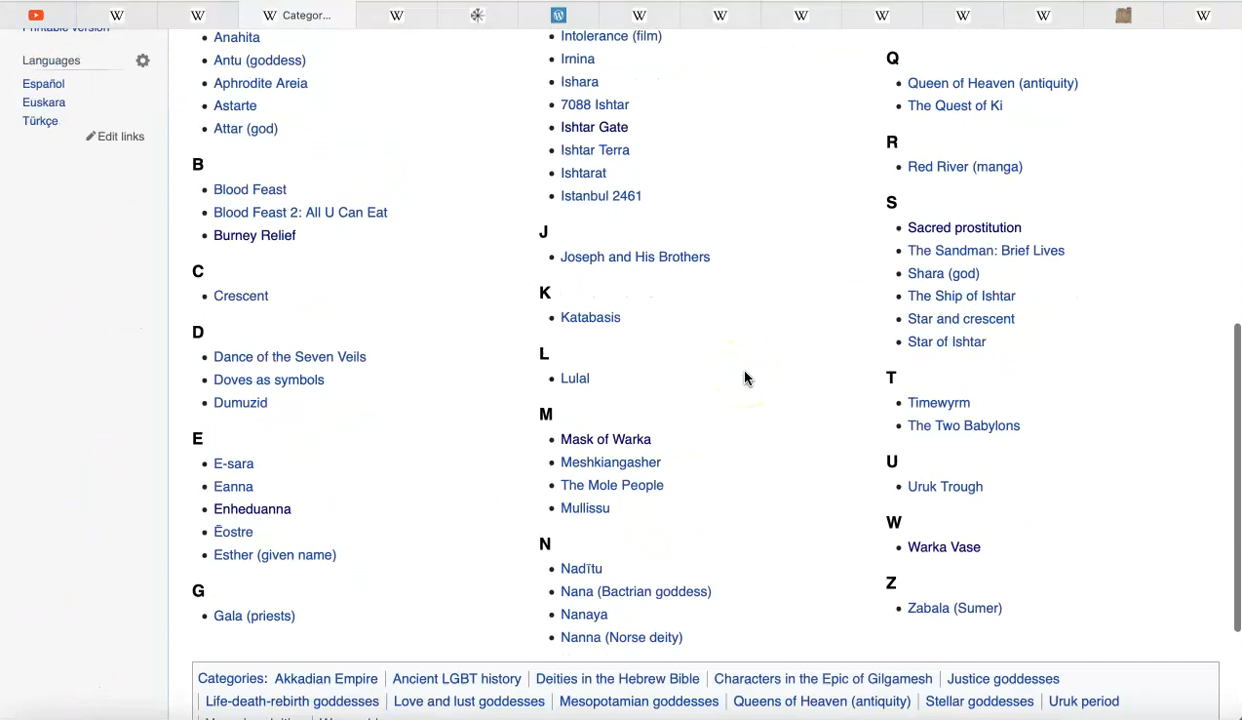 Categor...
Printable version
Languages
Español
Euskara
Türkçe
Edit links
Anahita
Antu (goddess)
Aphrodite Areia
Astarte
Attar (god)
B
Blood Feast
Blood Feast 2: All U Can Eat
Burney Relief
C
Crescent
D
Dance of the Seven Veils
Doves as symbols
Dumuzid
E
E-sara
Eanna
Enheduanna
Ēostre
Esther (given name)
G
Gala (priests)
Intolerance (film)
Irnina
Ishara
7088 Ishtar
Ishtar Gate
Ishtar Terra
Ishtarat
Istanbul 2461
J
Joseph and His Brothers
K
Katabasis
L
Lulal
M
Mask of Warka
Meshkiangasher
The Mole People
Mullissu
N
Nadītu
Nana (Bactrian goddess)
Nanaya
Nanna (Norse deity)
Q
Queen of Heaven (antiquity)
The Quest of Ki
R
Red River (manga)
S
Sacred prostitution
The Sandman: Brief Lives
Shara (god)
The Ship of Ishtar
Star and crescent
Star of Ishtar
T
Timewyrm
The Two Babylons
U
Uruk Trough
W
Warka Vase
Z
Zabala (Sumer)
Categories: Akkadian Empire | Ancient LGBT history | Deities in the Hebrew Bible | Characters in the Epic of Gilgamesh | Justice goddesses
Life-death-rebirth goddesses | Love and lust goddesses | Mesopotamian goddesses | Queens of Heaven (antiquity) | Stellar goddesses | Uruk period